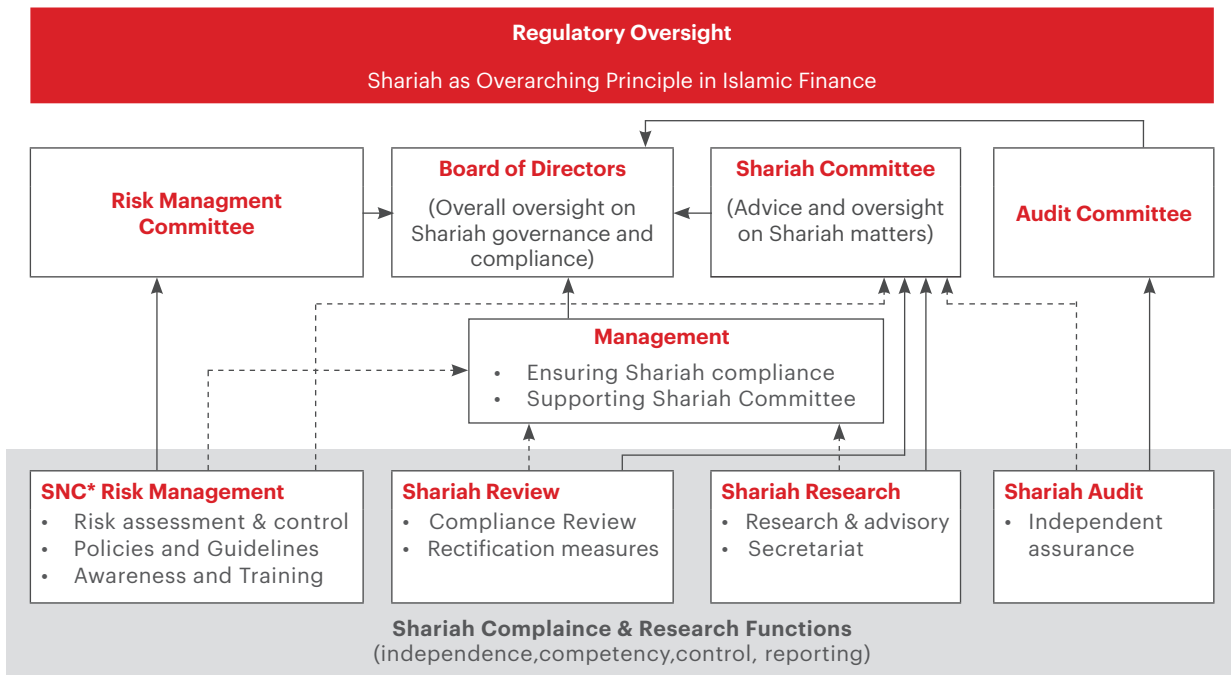 Regulatory Oversight
Shariah as Overarching Principle in Islamic Finance
Risk Managment
Committee
Board of Directors
(Overall oversight on
Shariah governance and
compliance)
Shariah Committee
(Advice and oversight
on Shariah matters)
Audit Committee
Management
• Ensuring Shariah compliance
• Supporting Shariah Committee
SNC* Risk Management
• Risk assessment & control
• Policies and Guidelines
• Awareness and Training
Shariah Review
• Compliance Review
• Rectification measures
Shariah Research
• Research & advisory
• Secretariat
Shariah Audit
• Independent
assurance
Shariah Complaince & Research Functions
(independence,competency,control, reporting)